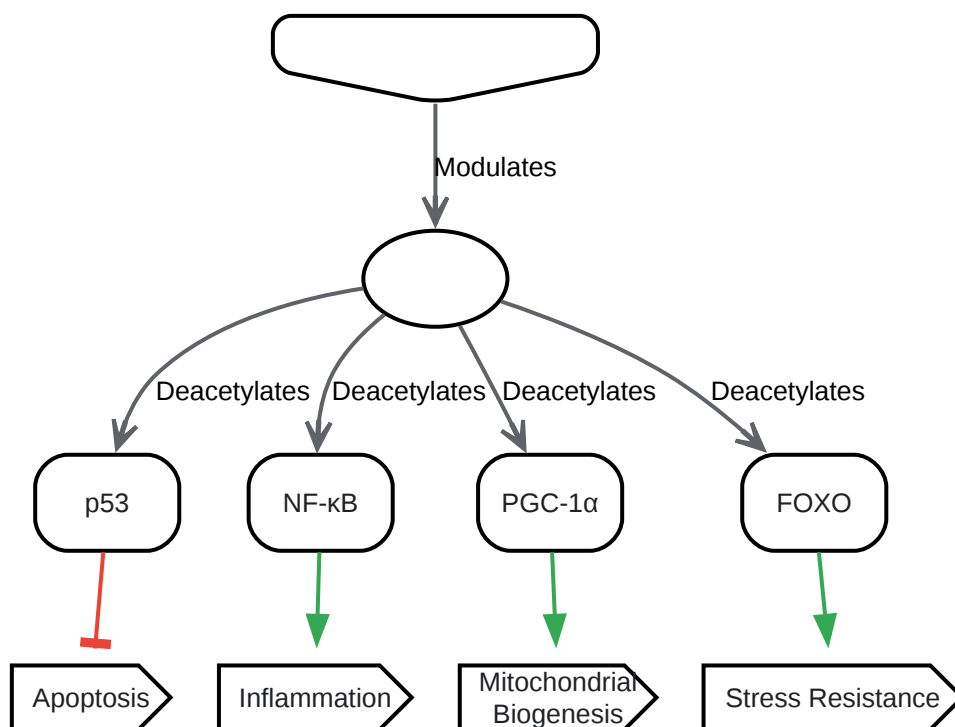 Modulates
Deacetylates Deacetylates Deacetylates Deacetylates
p53 NF-κB PGC-1α FOXO
Apoptosis Inflammation Mitochondrial Biogenesis Stress Resistance